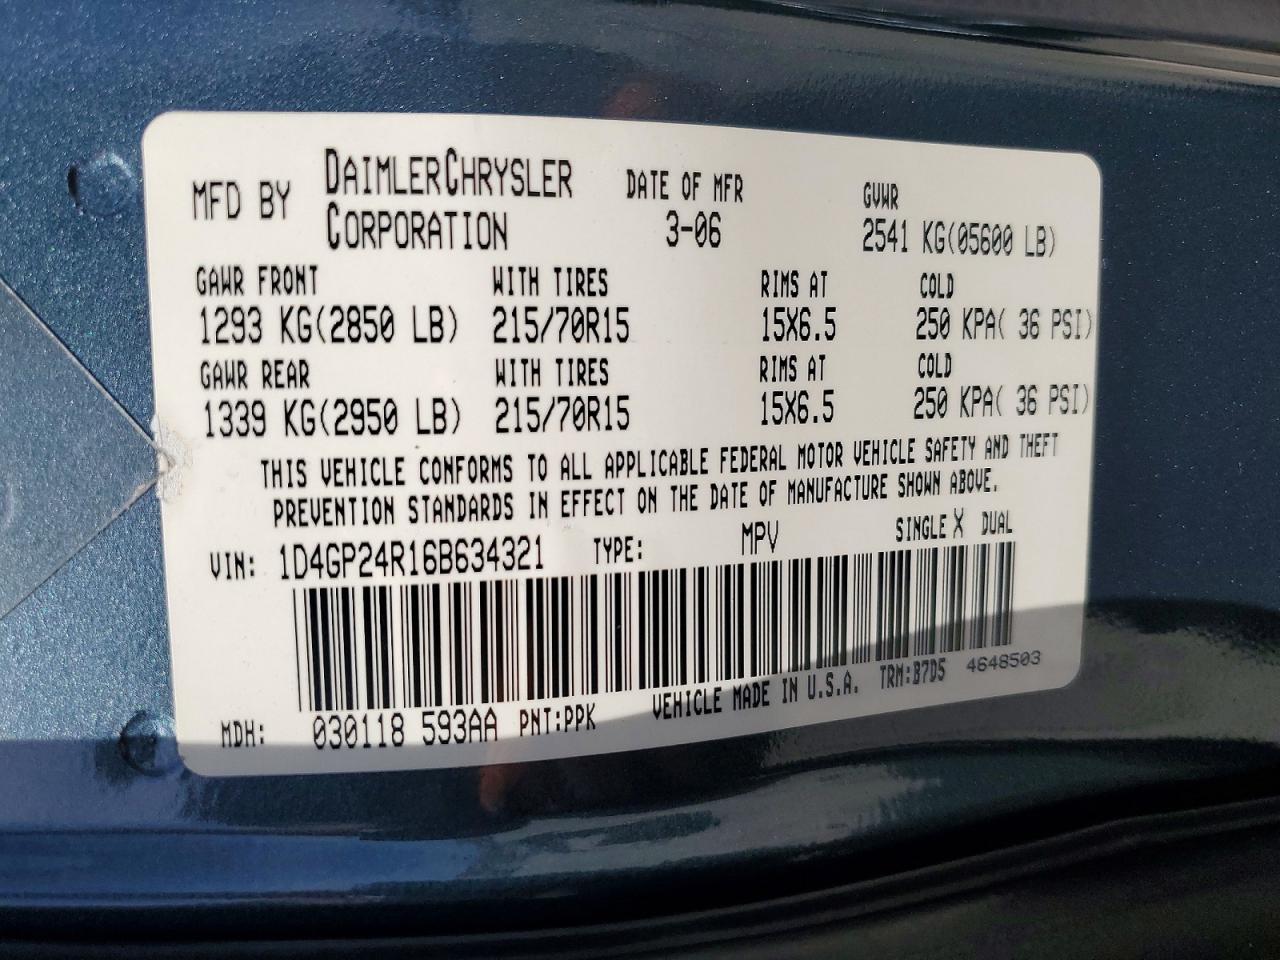 MFD BY DAIMLERCHRYSLER CORPORATION DATE OF MFR 3-06 GVWR 2541 KG(05600 LB)
GAWR FRONT WITH TIRES RIMS AT COLD
1293 KG(2850 LB) 215/70R15 15X6.5 250 KPA( 36 PSI)
GAWR REAR WITH TIRES RIMS AT COLD
1339 KG(2950 LB) 215/70R15 15X6.5 250 KPA( 36 PSI)
THIS VEHICLE CONFORMS TO ALL APPLICABLE FEDERAL MOTOR VEHICLE SAFETY AND THEFT
PREVENTION STANDARDS IN EFFECT ON THE DATE OF MANUFACTURE SHOWN ABOVE.
VIN: 1D4GP24R16B634321 TYPE: MPV SINGLE X DUAL
MDH: 030118 593AA PNT:PPK VEHICLE MADE IN U.S.A. TRM:B7D5 4648503